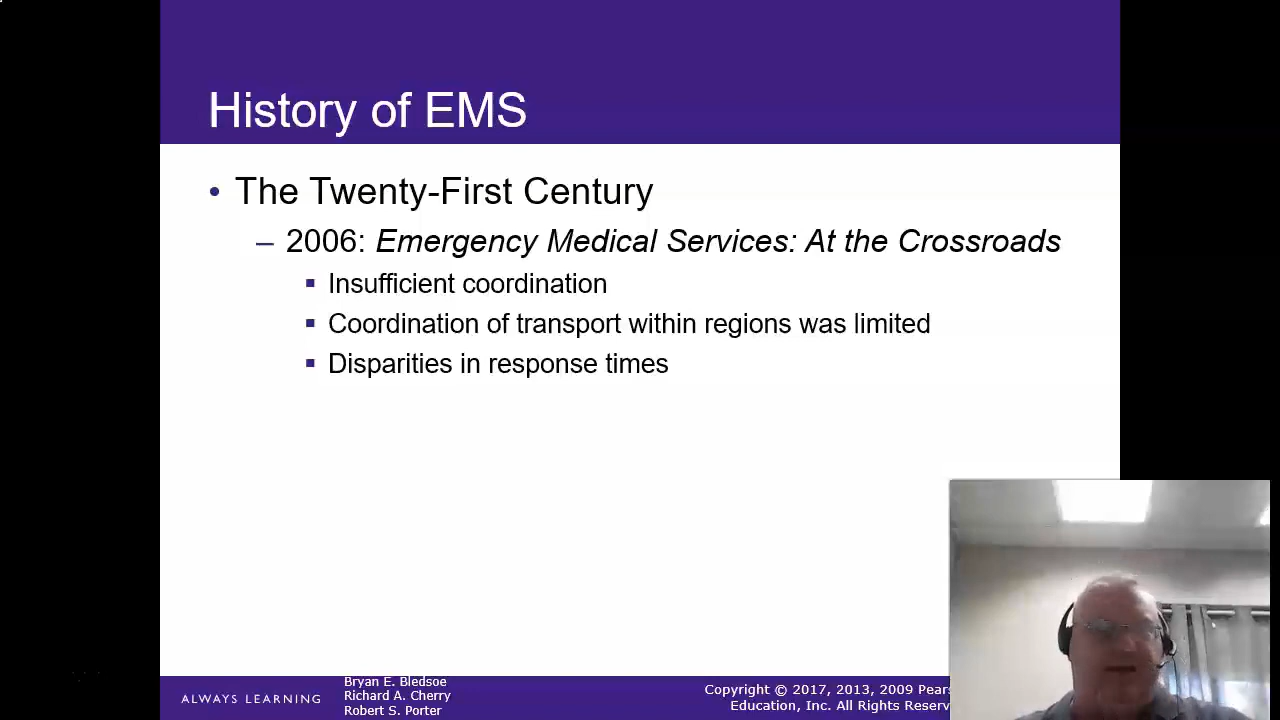 History of EMS
• The Twenty-First Century
– 2006: Emergency Medical Services: At the Crossroads
▪ Insufficient coordination
▪ Coordination of transport within regions was limited
▪ Disparities in response times
ALWAYS LEARNING
Bryan E. Bledsoe
Richard A. Cherry
Robert S. Porter
Copyright © 2017, 2013, 2009 Pears
Education, Inc. All Rights Reserv